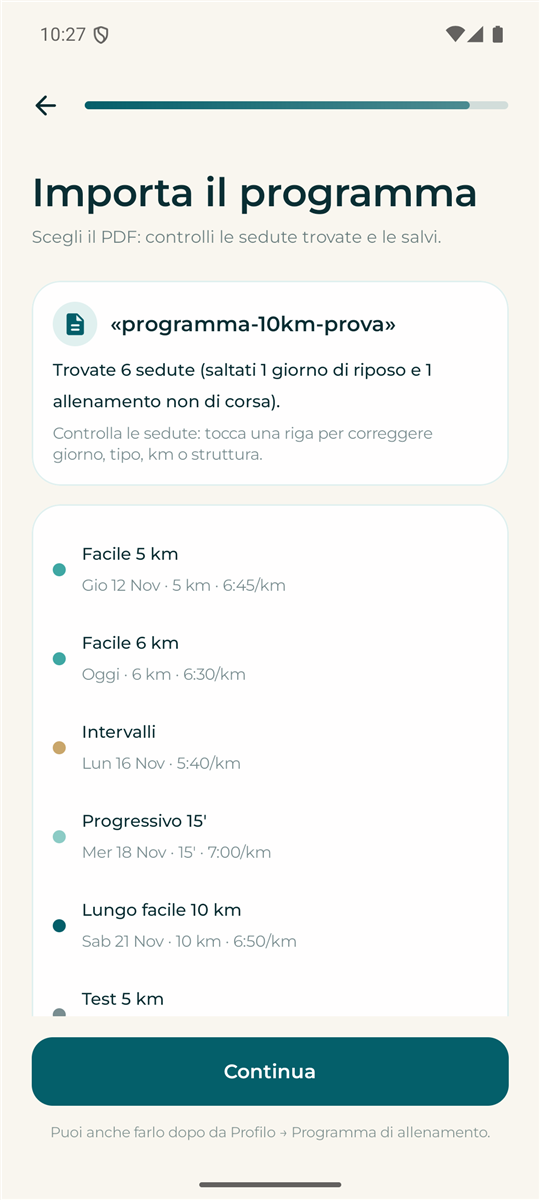 10:27
Importa il programma
Scegli il PDF: controlli le sedute trovate e le salvi.
«programma-10km-prova»
Trovate 6 sedute (saltati 1 giorno di riposo e 1
allenamento non di corsa).
Controlla le sedute: tocca una riga per correggere
giorno, tipo, km o struttura.
Facile 5 km
Gio 12 Nov · 5 km · 6:45/km
Facile 6 km
Oggi · 6 km · 6:30/km
Intervalli
Lun 16 Nov · 5:40/km
Progressivo 15'
Mer 18 Nov · 15' · 7:00/km
Lungo facile 10 km
Sab 21 Nov · 10 km · 6:50/km
Test 5 km
Continua
Puoi anche farlo dopo da Profilo → Programma di allenamento.